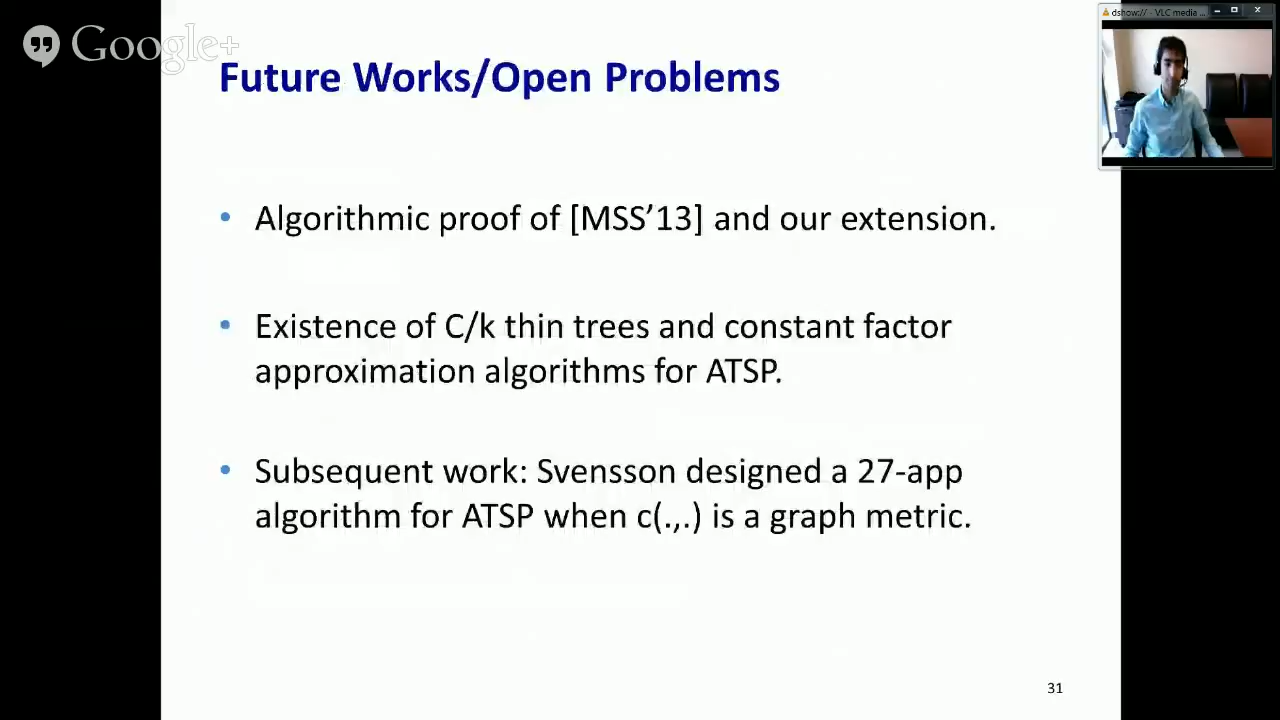 Google+
dshow:// - VLC media ...
Future Works/Open Problems
• Algorithmic proof of [MSS’13] and our extension.
• Existence of C/k thin trees and constant factor
approximation algorithms for ATSP.
• Subsequent work: Svensson designed a 27-app
algorithm for ATSP when c(.,.) is a graph metric.
31